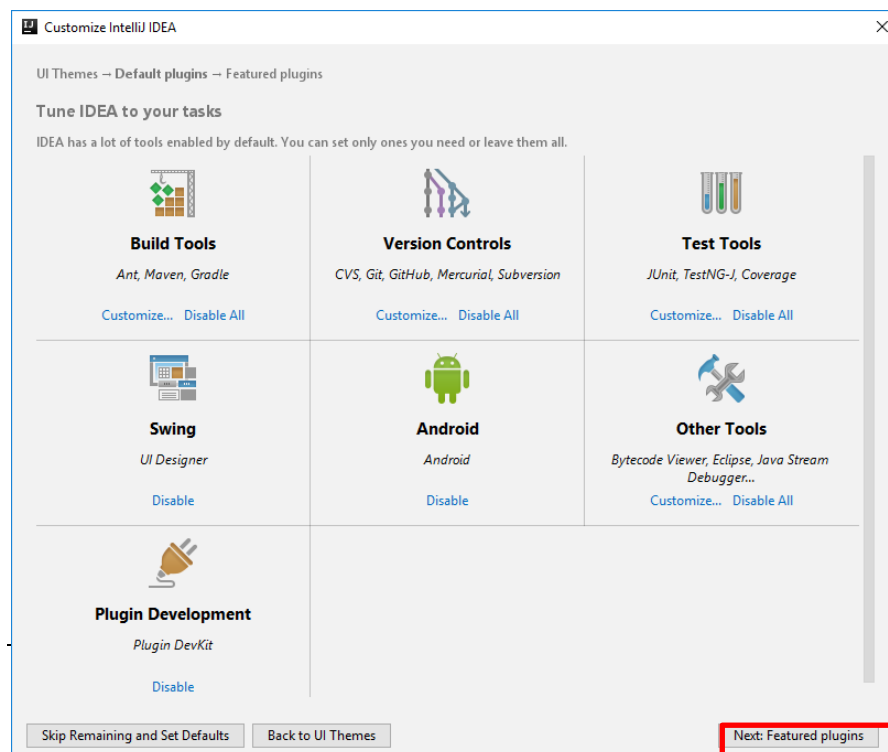 IJ Customize IntelliJ IDEA
UI Themes → Default plugins → Featured plugins
Tune IDEA to your tasks
IDEA has a lot of tools enabled by default. You can set only ones you need or leave them all.
Build Tools
Ant, Maven, Gradle
Customize... Disable All
Version Controls
CVS, Git, GitHub, Mercurial, Subversion
Customize... Disable All
Test Tools
JUnit, TestNG-J, Coverage
Customize... Disable All
Swing
UI Designer
Disable
Android
Android
Disable
Other Tools
Bytecode Viewer, Eclipse, Java Stream
Debugger...
Customize... Disable All
Plugin Development
Plugin DevKit
Disable
Skip Remaining and Set Defaults Back to UI Themes Next: Featured plugins